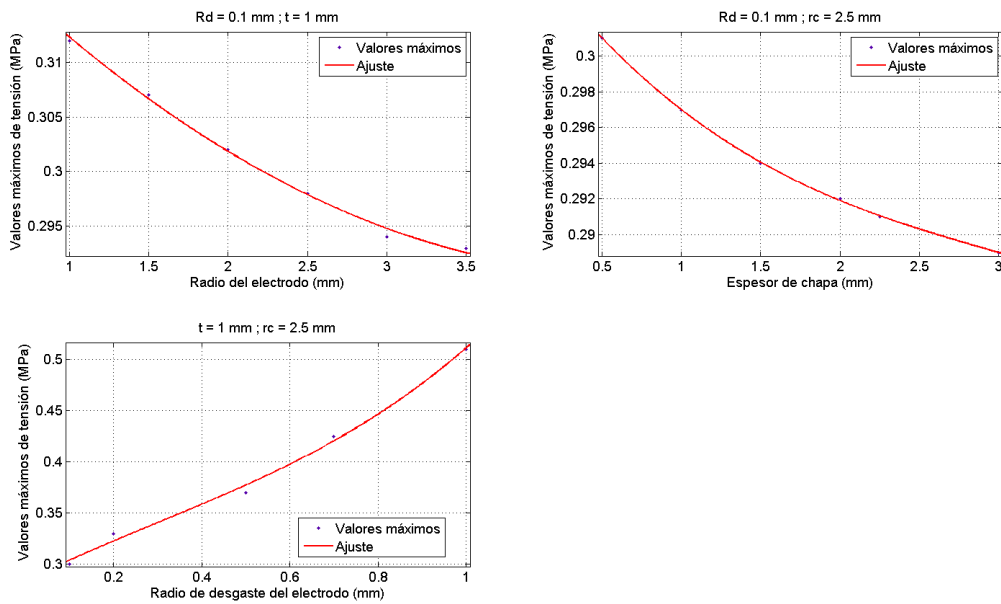 Rd = 0.1 mm ; t = 1 mm
Valores máximos de tensión (MPa)
0.31
0.305
0.3
0.295
Valores máximos
Ajuste
1 1.5 2 2.5 3 3.5
Radio del electrodo (mm)
Rd = 0.1 mm ; rc = 2.5 mm
Valores máximos de tensión (MPa)
0.3
0.298
0.296
0.294
0.292
0.29
Valores máximos
Ajuste
0.5 1 1.5 2 2.5 3
Espesor de chapa (mm)
t = 1 mm ; rc = 2.5 mm
Valores máximos de tensión (MPa)
0.5
0.45
0.4
0.35
0.3
Valores máximos
Ajuste
0.2 0.4 0.6 0.8 1
Radio de desgaste del electrodo (mm)